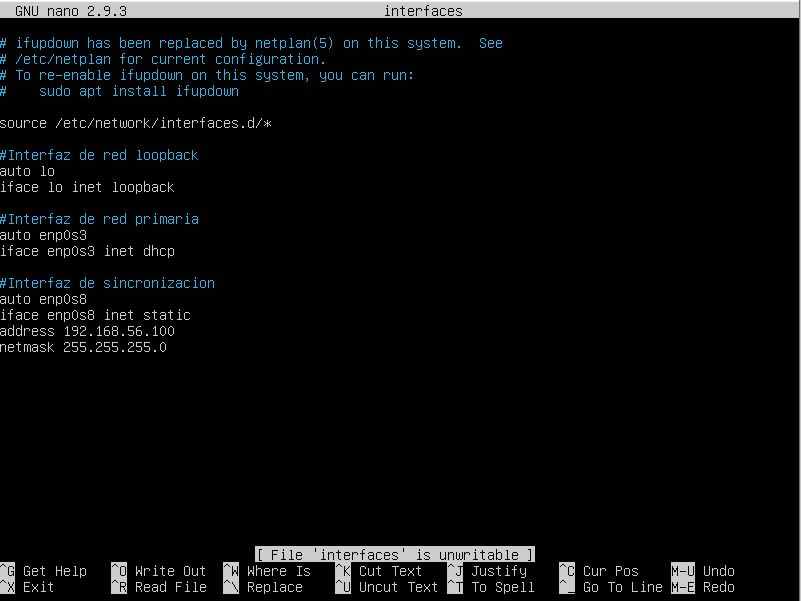 GNU nano 2.9.3 interfaces
# ifupdown has been replaced by netplan(5) on this system.  See
# /etc/netplan for current configuration.
# To re-enable ifupdown on this system, you can run:
#    sudo apt install ifupdown
source /etc/network/interfaces.d/*
#Interfaz de red loopback
auto lo
iface lo inet loopback
#Interfaz de red primaria
auto enp0s3
iface enp0s3 inet dhcp
#Interfaz de sincronizacion
auto enp0s8
iface enp0s8 inet static
address 192.168.56.100
netmask 255.255.255.0
[ File 'interfaces' is unwritable ]
^G Get Help ^O Write Out ^W Where Is ^K Cut Text ^J Justify ^C Cur Pos M-U Undo
^X Exit ^R Read File ^\ Replace ^U Uncut Text ^T To Spell ^_ Go To Line M-E Redo